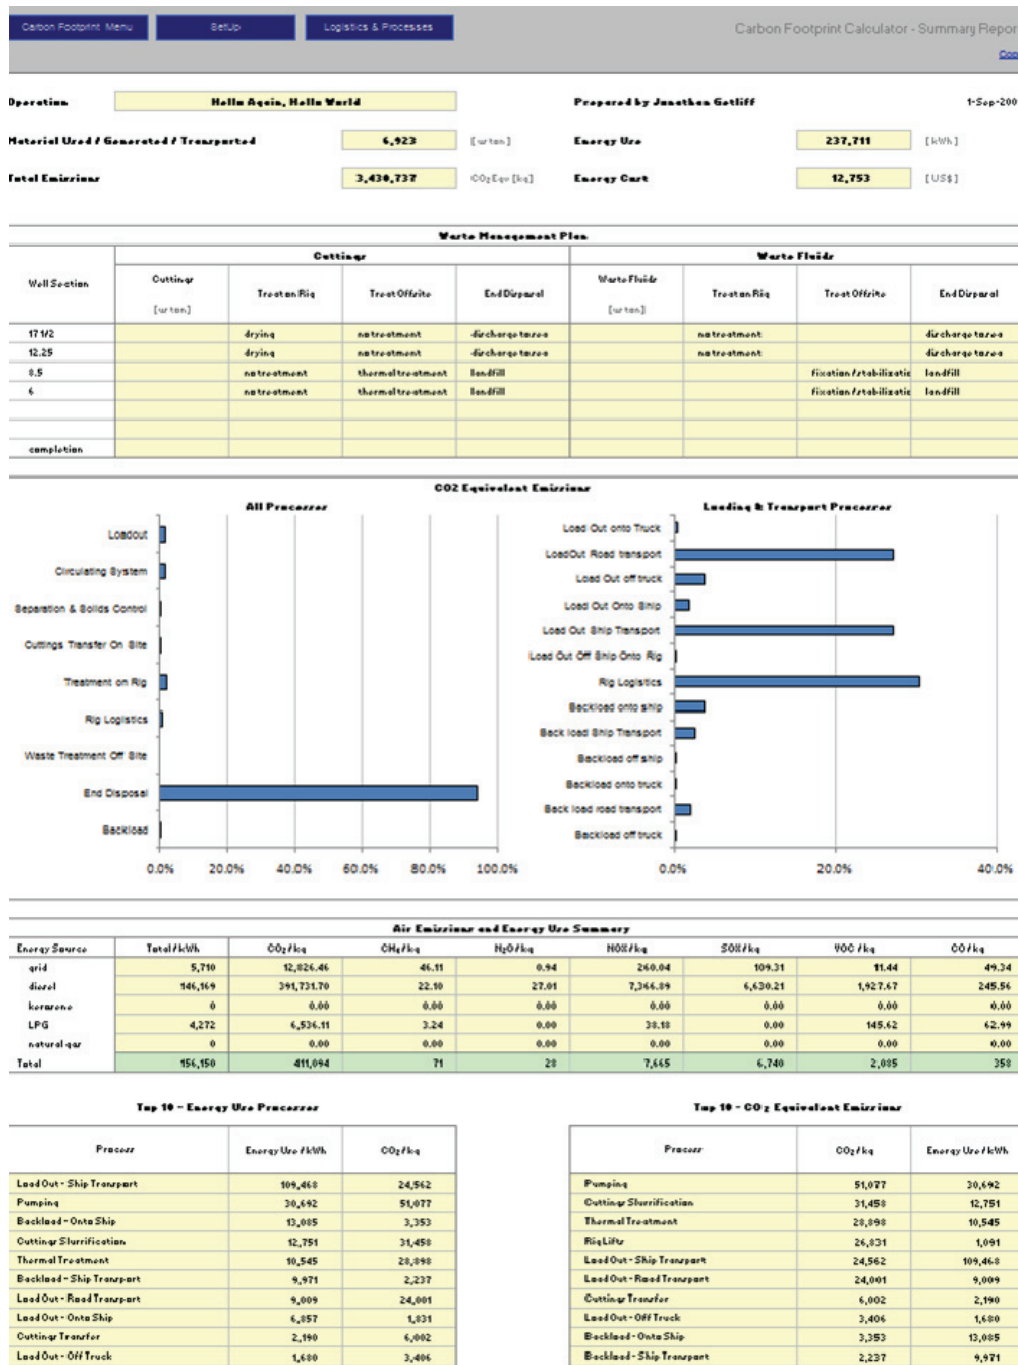 Carbon Footprint Menu SetUp Logistics & Processes Carbon Footprint Calculator - Summary Repor
Cop
Operation Hello Again, Hello World Prepared by Jonathan Getliff 1-Sep-200
Material Used / Generated / Transported 6,923 [ur ton] Energy Use 237,711 [kWh]
Total Emissions 3,430,737 CO2Eqv [kg] Energy Cost 12,753 [US$]
Waste Management Plan
Cuttings Waste Fluids
Well Section Cuttings Treat on Rig Treat Offsite End Disposal Waste Fluids Treat on Rig Treat Offsite End Disposal
[ur ton] [ur ton]
17 1/2 drying no treatment discharge to sea no treatment discharge to sea
12.25 drying no treatment discharge to sea no treatment discharge to sea
8.5 no treatment thermal treatment landfill fixation / stabilizatio landfill
6 no treatment thermal treatment landfill fixation / stabilizatio landfill
completion
CO2 Equivalent Emissions
All Processes
Loadout
Circulating System
Separation & Solids Control
Cuttings Transfer On Site
Treatment om Rig
Rig Logistics
Waste Treatment Off Site
End Disposal
Backload
0.0% 20.0% 40.0% 60.0% 80.0% 100.0%
Loading & Transport Processes
Load Out onto Truck
LoadOut Road transport
Load Out off truck
Load Out Onto Ship
Load Out Ship Transport
Load Out Off Ship Onto Rig
Rig Logistics
Backload onto ship
Back load Ship Transport
Backload off ship
Backload onto truck
Back load road transport
Backload off truck
0.0% 20.0% 40.0%
Air Emissions and Energy Use Summary
Energy Source Total / kWh CO2 / kg CH4 / kg N2O / kg NOX / kg SOX / kg VOC / kg CO / kg
grid 5,710 12,826.46 46.11 0.94 260.04 109.31 11.44 49.34
diesel 146,169 391,731.70 22.10 27.01 7,366.89 6,630.21 1,927.67 245.56
kerosene 0 0.00 0.00 0.00 0.00 0.00 0.00 0.00
LPG 4,272 6,536.11 3.24 0.00 38.18 0.00 145.62 62.99
natural gas 0 0.00 0.00 0.00 0.00 0.00 0.00 0.00
Total 156,150 411,094 71 28 7,665 6,740 2,085 358
Top 10 - Energy Use Processes
Process Energy Use / kWh CO2 / kg
Load Out - Ship Transport 109,468 24,562
Pumping 30,692 51,077
Backload - Onto Ship 13,085 3,353
Cuttings Slurrification 12,751 31,458
Thermal Treatment 10,545 28,898
Backload - Ship Transport 9,971 2,237
Load Out - Road Transport 9,009 24,001
Load Out - Onto Ship 6,857 1,831
Cuttings Transfer 2,190 6,002
Load Out - Off Truck 1,680 3,406
Top 10 - CO2 Equivalent Emissions
Process CO2 / kg Energy Use / kWh
Pumping 51,077 30,692
Cuttings Slurrification 31,458 12,751
Thermal Treatment 28,898 10,545
Rig Lifts 26,831 1,091
Load Out - Ship Transport 24,562 109,468
Load Out - Road Transport 24,001 9,009
Cuttings Transfer 6,002 2,190
Load Out - Off Truck 3,406 1,680
Backload - Onto Ship 3,353 13,085
Backload - Ship Transport 2,237 9,971